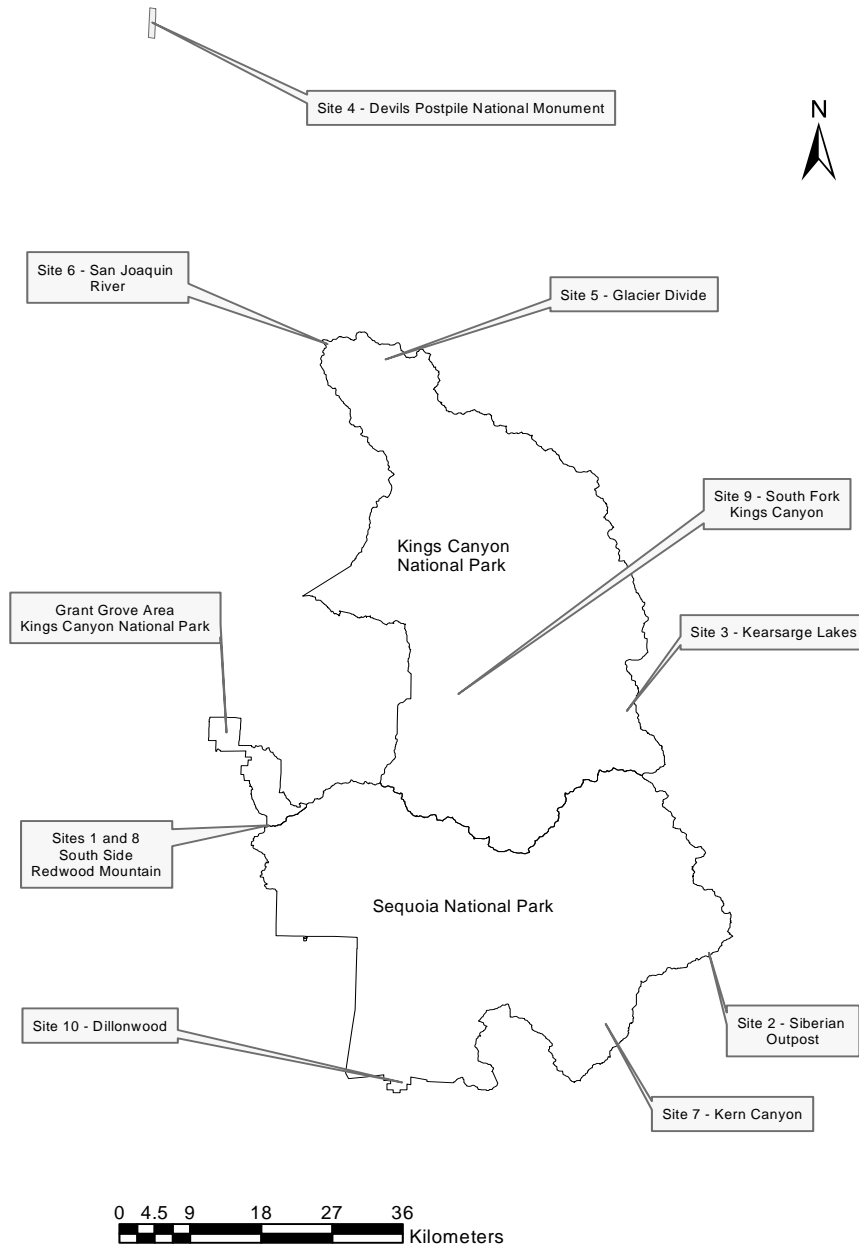 Site 4 - Devils Postpile National Monument
N
Site 6 - San Joaquin
River
Site 5 - Glacier Divide
Site 9 - South Fork
Kings Canyon
Kings Canyon
National Park
Grant Grove Area
Kings Canyon National Park
Site 3 - Kearsarge Lakes
Sites 1 and 8
South Side
Redwood Mountain
Sequoia National Park
Site 10 - Dillonwood
Site 2 - Siberian
Outpost
Site 7 - Kern Canyon
0 4.5 9 18 27 36
Kilometers